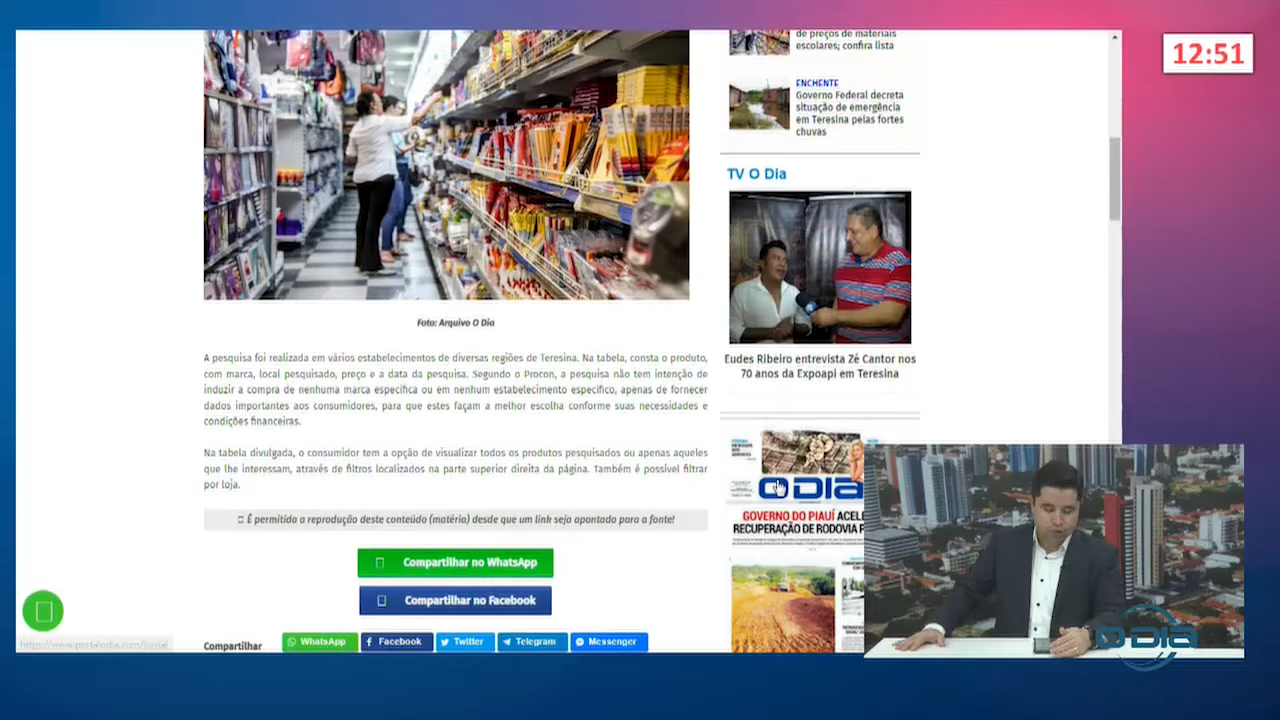 12:51
de preços de materiais
escolares; confira lista
ENCHENTE
Governo Federal decreta
situação de emergência
em Teresina pelas fortes
chuvas
TV O Dia
Eudes Ribeiro entrevista Zé Cantor nos
70 anos da Expoapi em Teresina
Foto: Arquivo O Dia
A pesquisa foi realizada em vários estabelecimentos de diversas regiões de Teresina. Na tabela, consta o produto,
com marca, local pesquisado, preço e a data da pesquisa. Segundo o Procon, a pesquisa não tem intenção de
induzir a compra de nenhuma marca específica ou em nenhum estabelecimento específico, apenas de fornecer
dados importantes aos consumidores, para que estes façam a melhor escolha conforme suas necessidades e
condições financeiras.
Na tabela divulgada, o consumidor tem a opção de visualizar todos os produtos pesquisados ou apenas aqueles
que lhe interessam, através de filtros localizados na parte superior direita da página. Também é possível filtrar
por loja.
É permitida a reprodução deste conteúdo (matéria) desde que um link seja apontado para a fonte!
Compartilhar no WhatsApp
Compartilhar no Facebook
Compartilhar
WhatsApp
Facebook
Twitter
Telegram
Messenger
https://www.portalodia.com/jornal
O DIA
GOVERNO DO PIAUÍ ACEL
RECUPERAÇÃO DE RODOVIA
O DIA